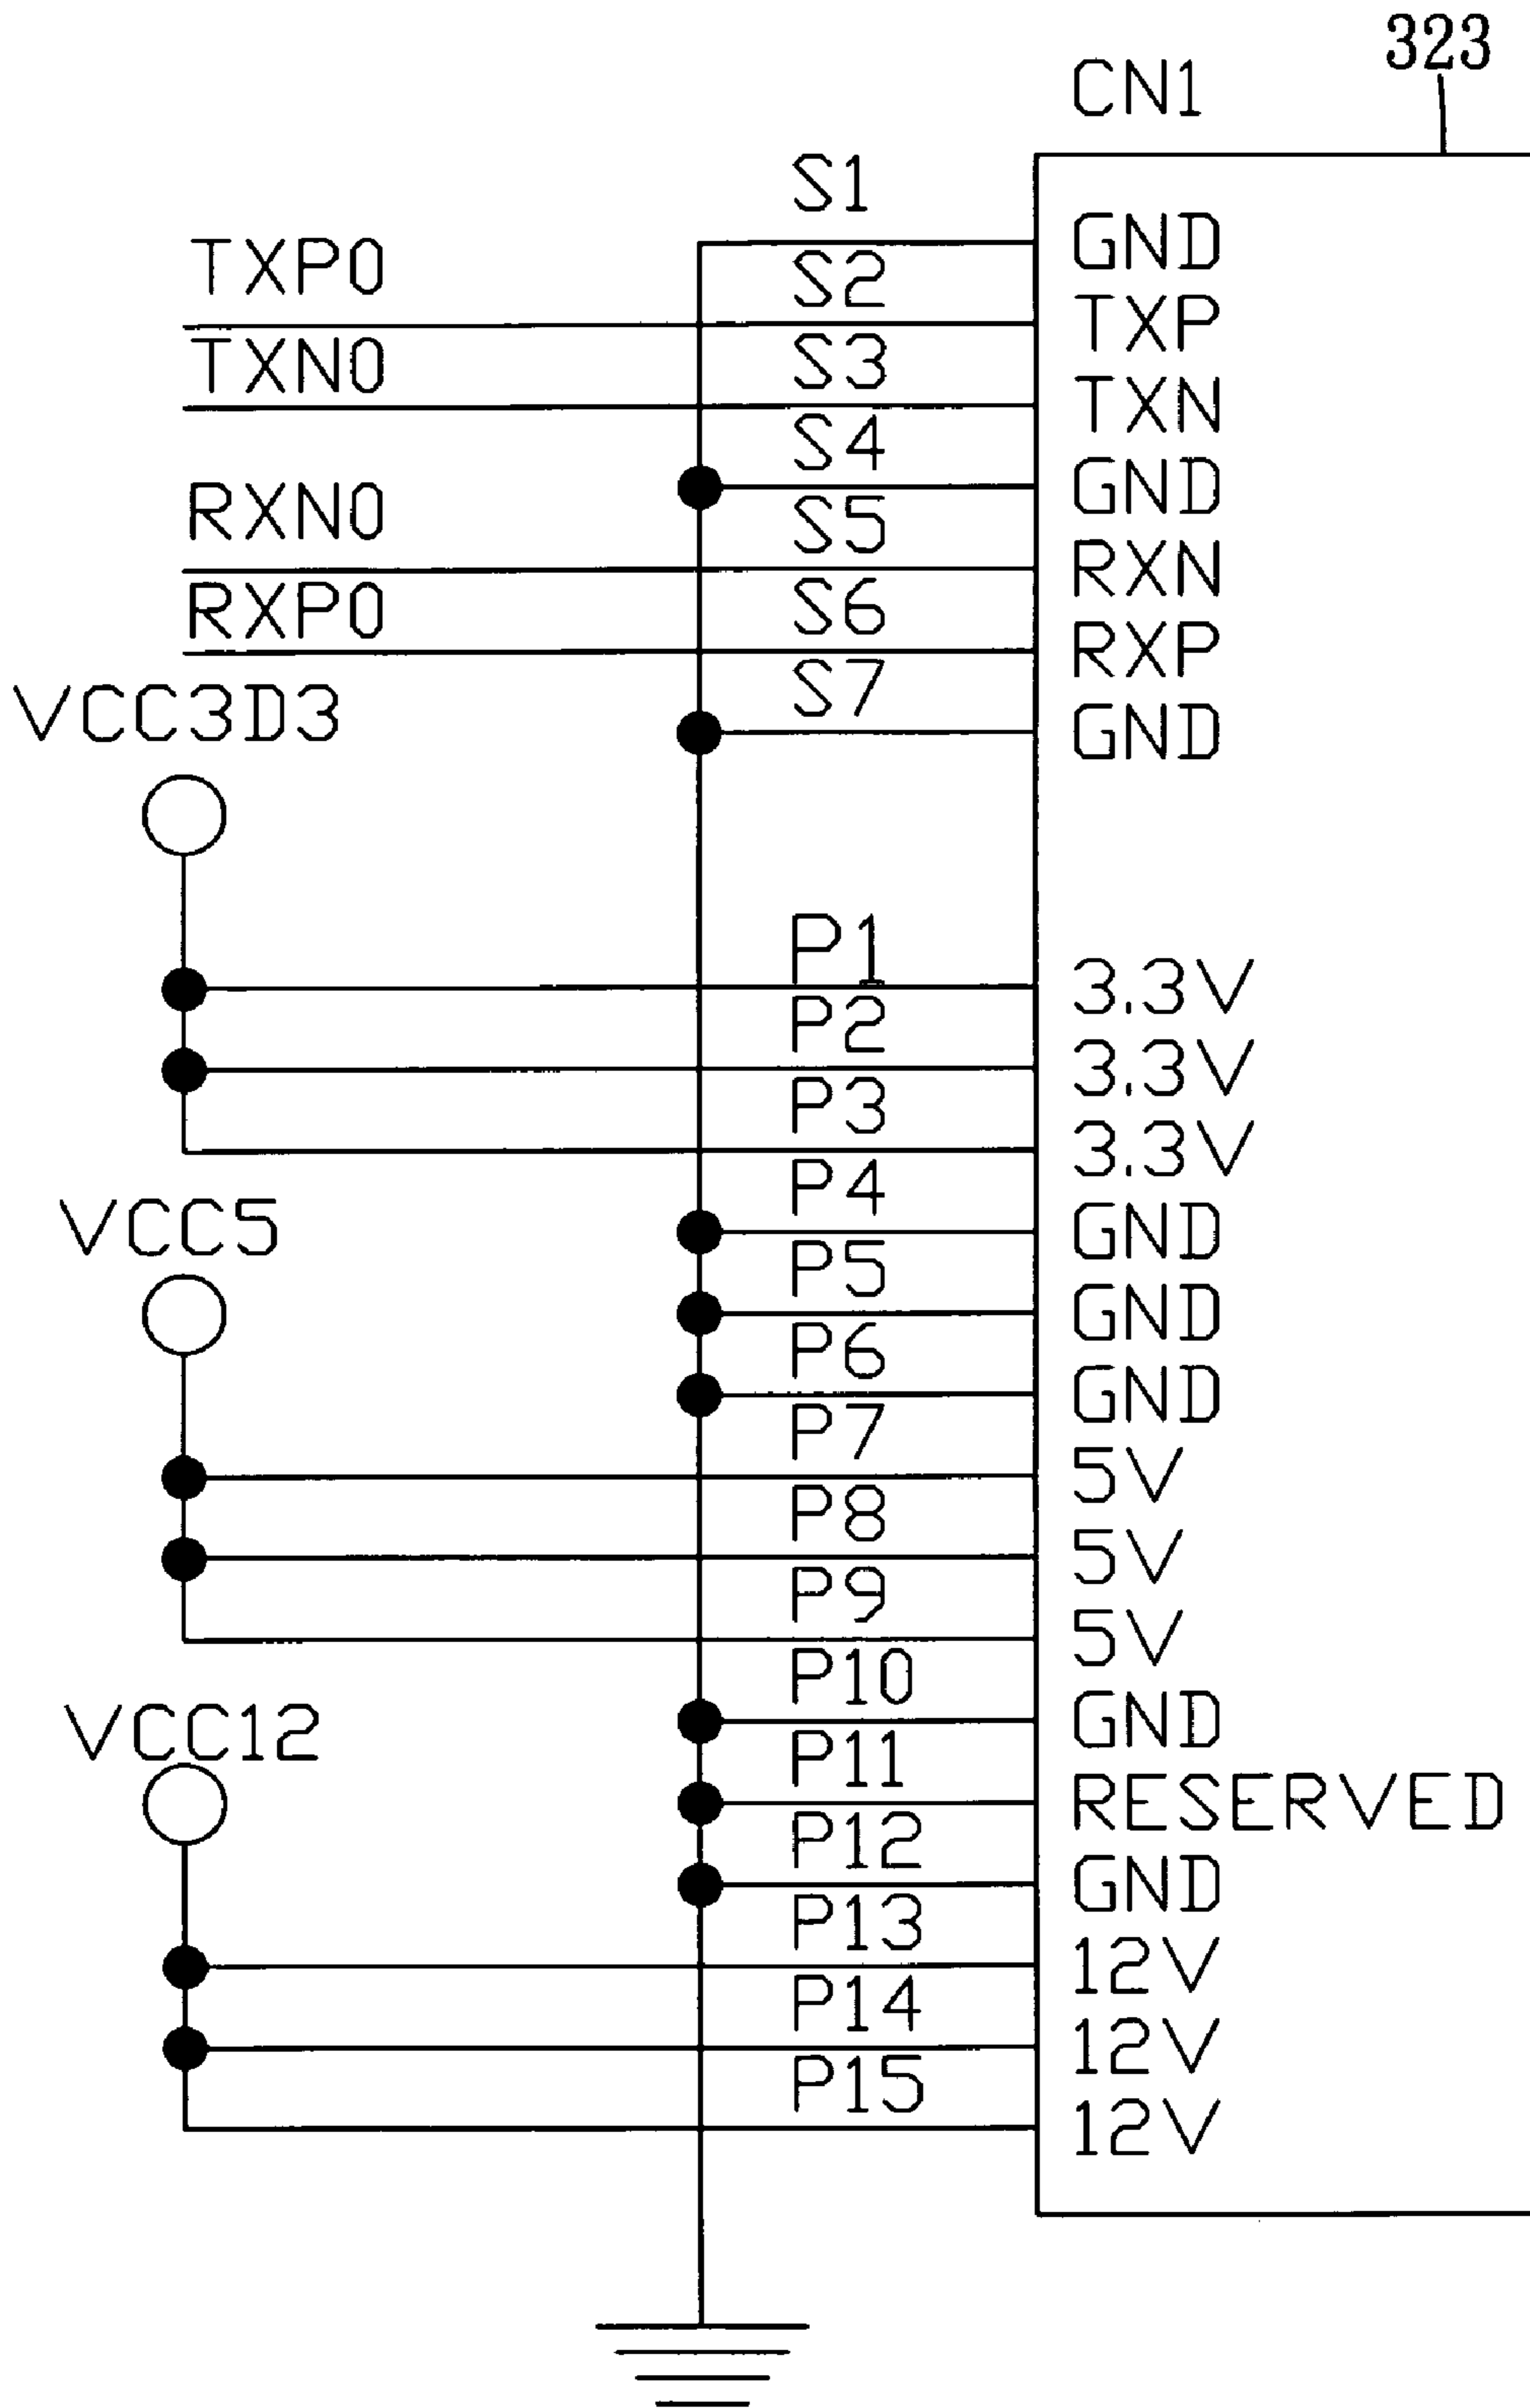 323
CN1
S1
GND
TXP0
S2
TXP
TXN0
S3
TXN
S4
GND
RXN0
S5
RXN
RXP0
S6
RXP
S7
GND
VCC3D3
P1
3.3V
P2
3.3V
P3
3.3V
P4
GND
VCC5
P5
GND
P6
GND
P7
5V
P8
5V
P9
5V
P10
GND
VCC12
P11
RESERVED
P12
GND
P13
12V
P14
12V
P15
12V